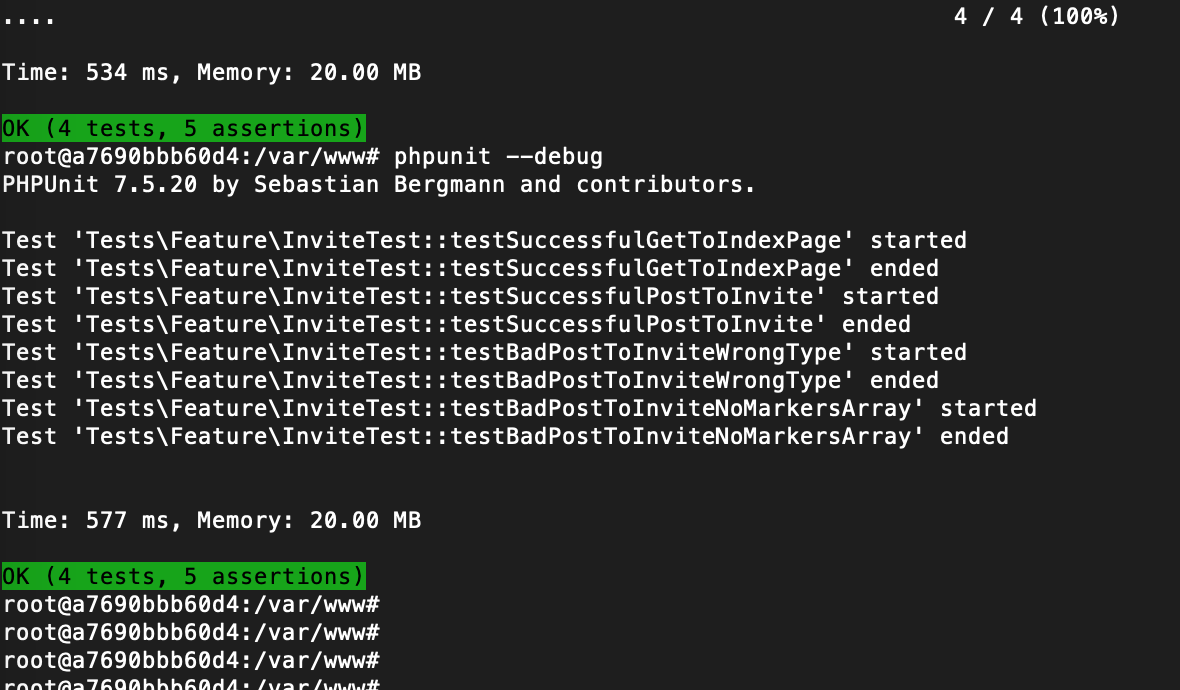 .... 4 / 4 (100%)
Time: 534 ms, Memory: 20.00 MB
OK (4 tests, 5 assertions)
root@a7690bbb60d4:/var/www# phpunit --debug
PHPUnit 7.5.20 by Sebastian Bergmann and contributors.
Test 'Tests\Feature\InviteTest::testSuccessfulGetToIndexPage' started
Test 'Tests\Feature\InviteTest::testSuccessfulGetToIndexPage' ended
Test 'Tests\Feature\InviteTest::testSuccessfulPostToInvite' started
Test 'Tests\Feature\InviteTest::testSuccessfulPostToInvite' ended
Test 'Tests\Feature\InviteTest::testBadPostToInviteWrongType' started
Test 'Tests\Feature\InviteTest::testBadPostToInviteWrongType' ended
Test 'Tests\Feature\InviteTest::testBadPostToInviteNoMarkersArray' started
Test 'Tests\Feature\InviteTest::testBadPostToInviteNoMarkersArray' ended
Time: 577 ms, Memory: 20.00 MB
OK (4 tests, 5 assertions)
root@a7690bbb60d4:/var/www#
root@a7690bbb60d4:/var/www#
root@a7690bbb60d4:/var/www#
root@a7690bbb60d4:/var/www#